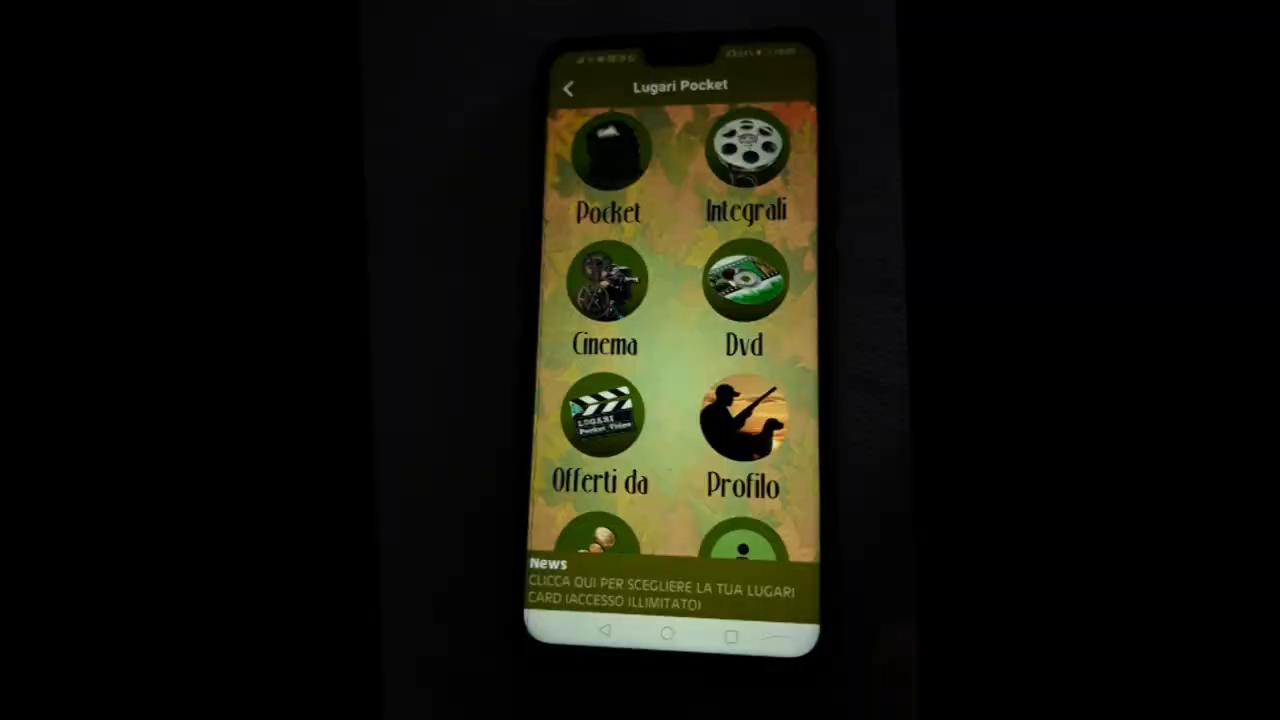 Lugari Pocket
Pocket
Integrali
Cinema
Dvd
LUGARI
Pocket Video
Offerti da
Profilo
News
CLICCA QUI PER SCEGLIERE LA TUA LUGARI
CARD (ACCESSO ILLIMITATO)